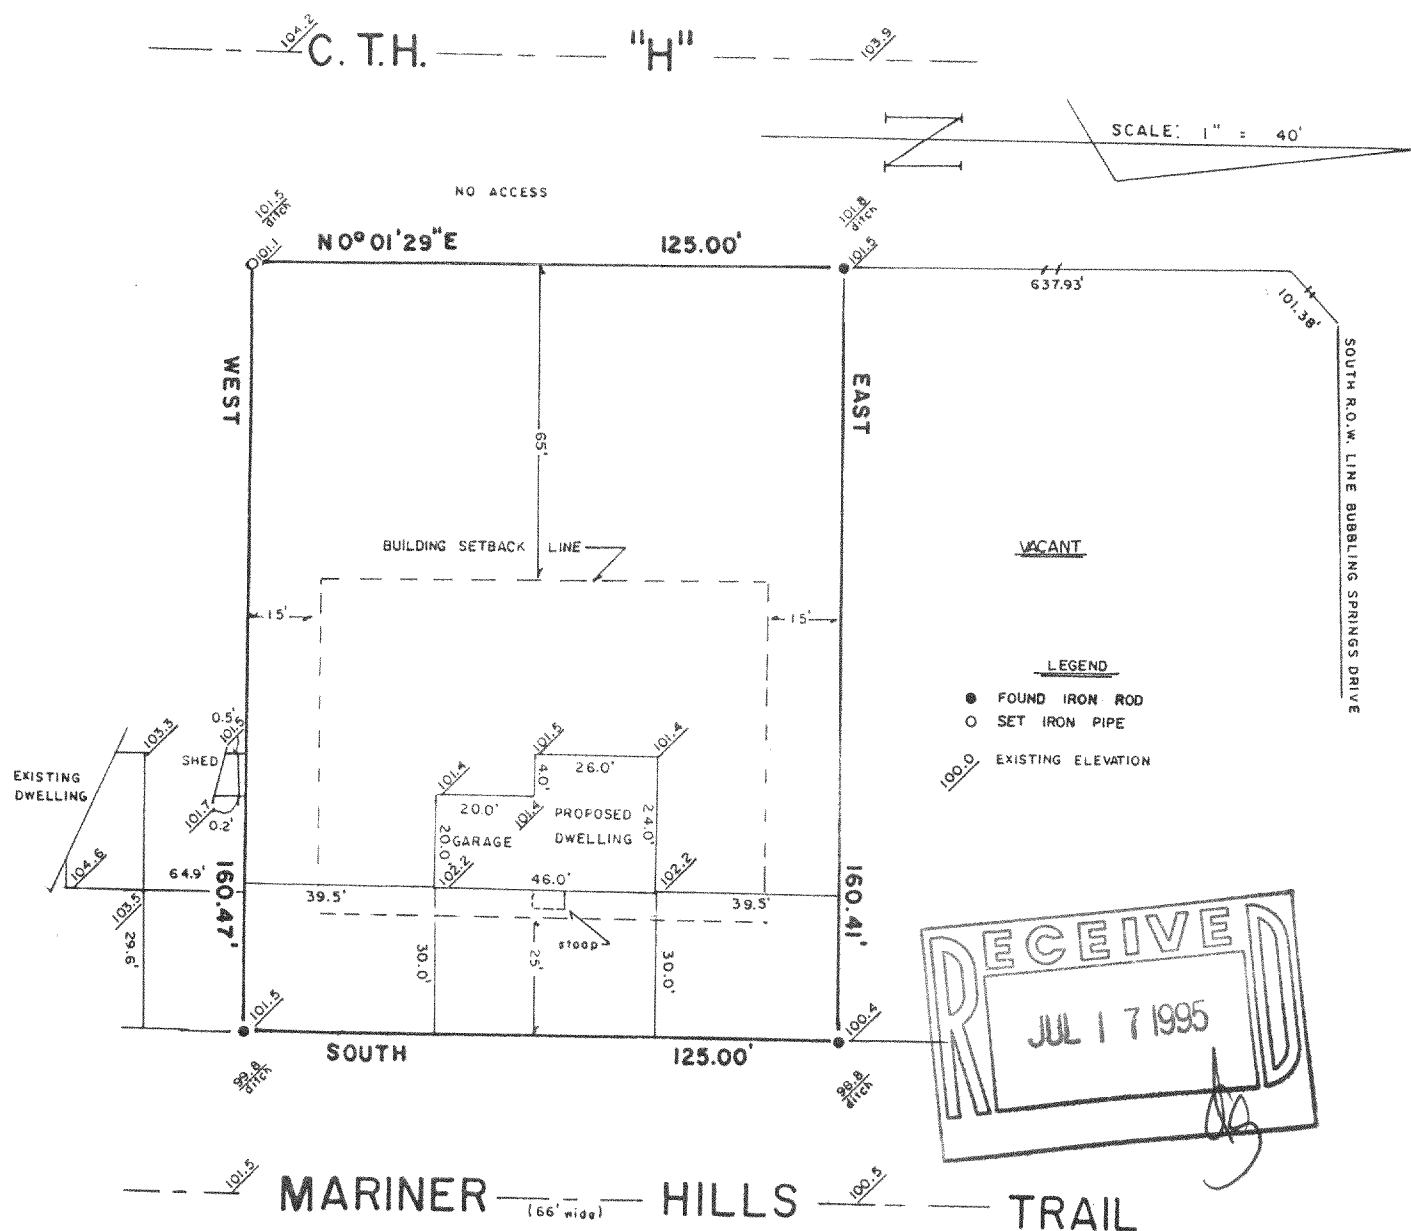 104.2
C. T.H. "H"
103.9
N
SCALE: 1" = 40'
NO ACCESS
101.5
ditch
101.8
ditch
101.1
N 0° 01' 29" E 125.00'
101.5
637.93'
101.38'
WEST
EAST
SOUTH R.O.W. LINE BUBBLING SPRINGS DRIVE
65'
BUILDING SETBACK LINE
VACANT
15'
15'
LEGEND
FOUND IRON ROD
SET IRON PIPE
100.0 EXISTING ELEVATION
103.3
0.5'
101.5
SHED
101.7
0.2'
EXISTING
DWELLING
101.5
101.4
26.0'
4.0'
101.4
20.0'
101.4
PROPOSED
DWELLING
24.0'
20.0'
GARAGE
104.6
64.9'
102.2
46.0'
102.2
39.5'
39.5'
160.47'
160.41'
103.5
29.6'
30.0'
25'
stoop
30.0'
RECEIVED
JUL 17 1995
101.5
100.4
SOUTH 125.00'
99.8
ditch
98.8
ditch
101.5
MARINER (66' wide) HILLS TRAIL
100.5